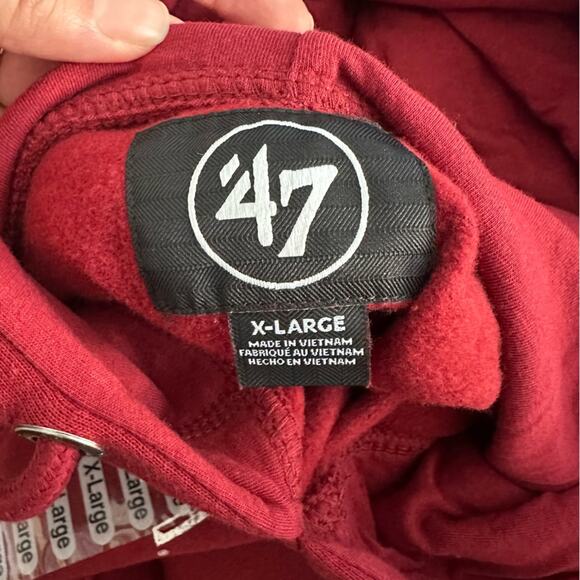 '47
X-LARGE
MADE IN VIETNAM
FABRIQUÉ AU VIETNAM
HECHO EN VIETNAM
X-Large
Large